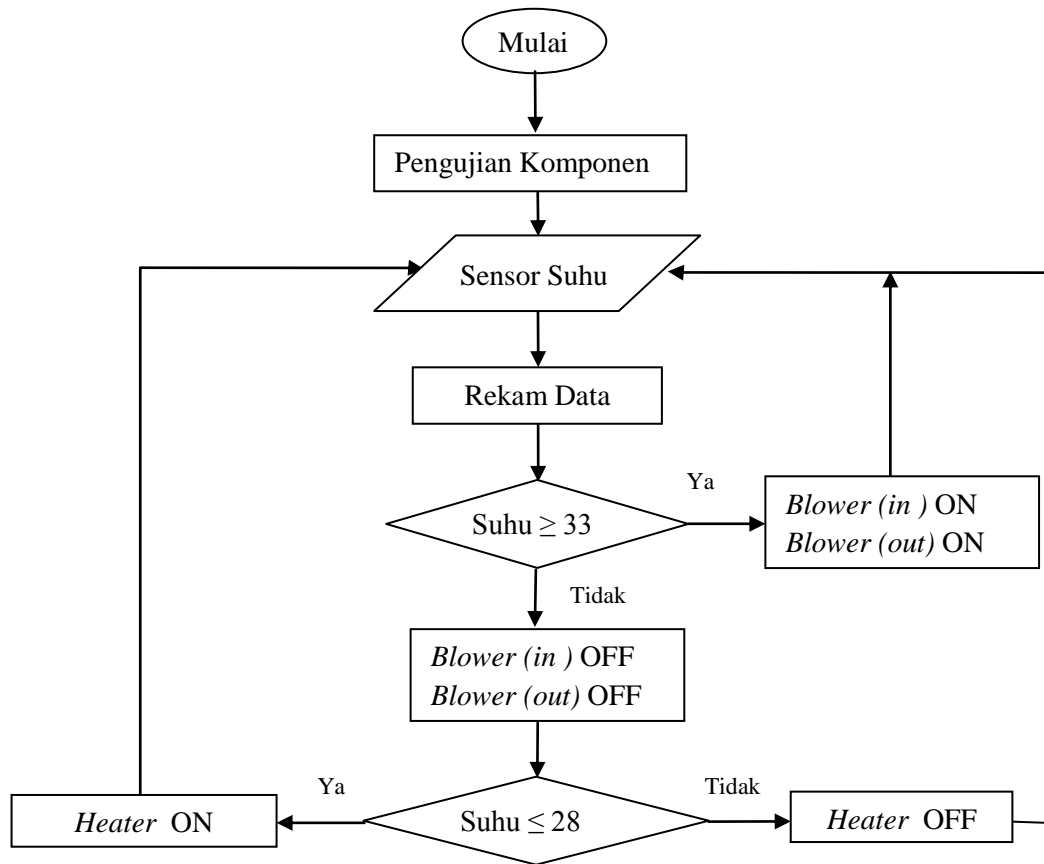 Mulai
Pengujian Komponen
Sensor Suhu
Rekam Data
Ya
Suhu ≥ 33
Blower (in ) ON
Blower (out) ON
Tidak
Blower (in ) OFF
Blower (out) OFF
Ya
Tidak
Heater ON
Suhu ≤ 28
Heater OFF